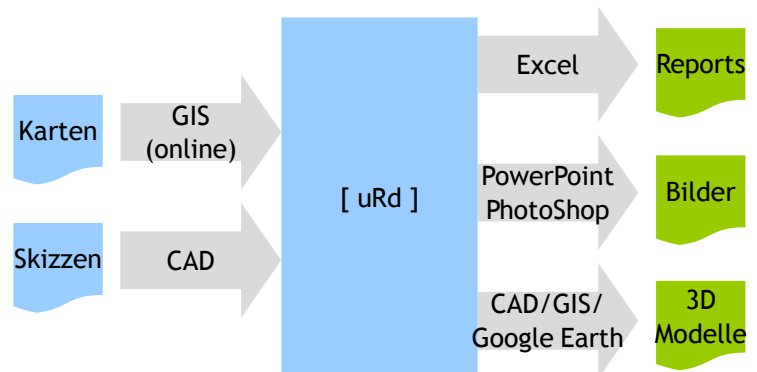 Karten
GIS
(online)
Skizzen
CAD
[ uRd ]
Excel
Reports
PowerPoint
PhotoShop
Bilder
CAD/GIS/
Google Earth
3D
Modelle